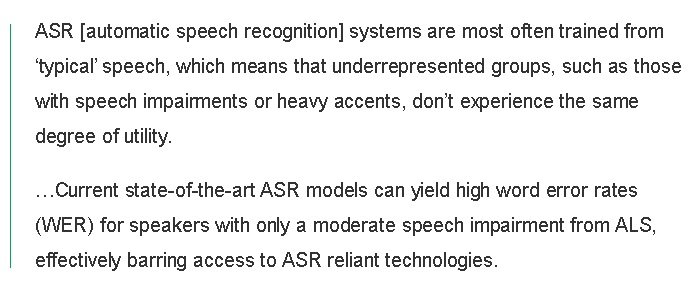 ASR [automatic speech recognition] systems are most often trained from
‘typical’ speech, which means that underrepresented groups, such as those
with speech impairments or heavy accents, don’t experience the same
degree of utility.
…Current state-of-the-art ASR models can yield high word error rates
(WER) for speakers with only a moderate speech impairment from ALS,
effectively barring access to ASR reliant technologies.